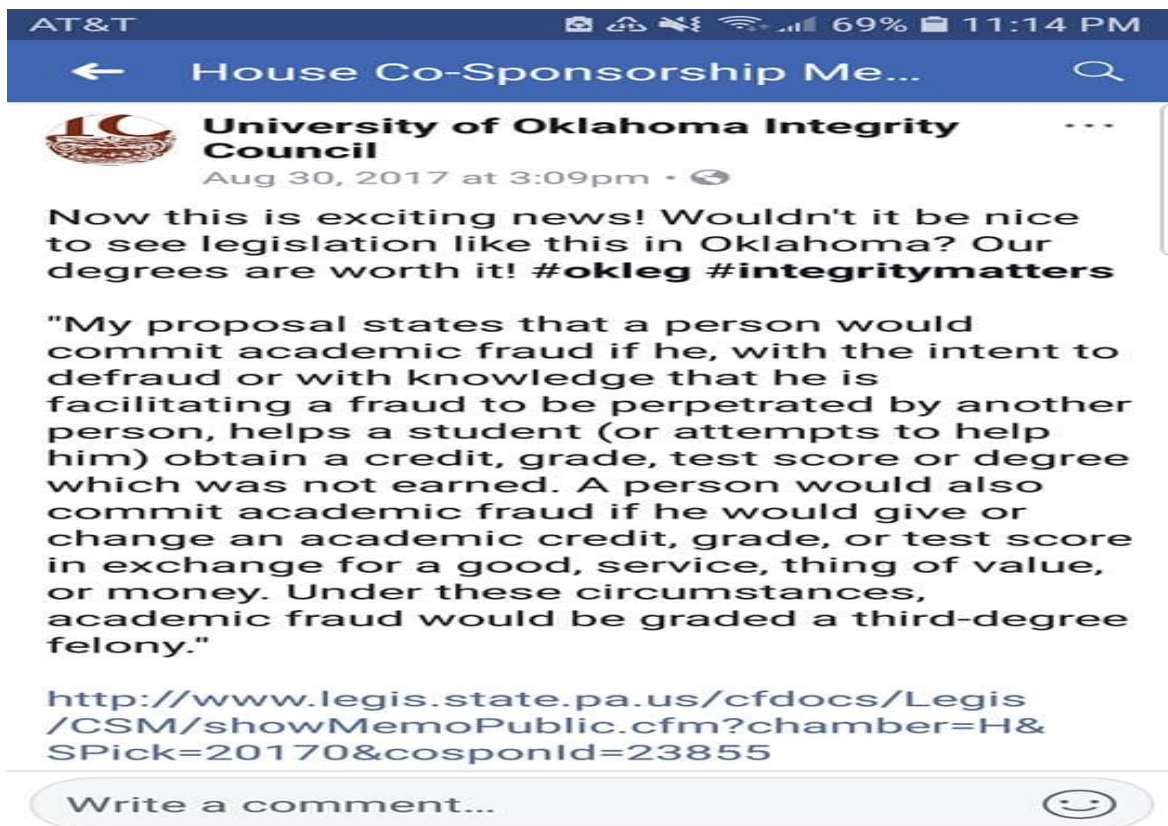 AT&T 69% 11:14 PM
House Co-Sponsorship Me...
IC
University of Oklahoma Integrity
Council
Aug 30, 2017 at 3:09pm ·
Now this is exciting news! Wouldn't it be nice
to see legislation like this in Oklahoma? Our
degrees are worth it! #okleg #integritymatters
"My proposal states that a person would
commit academic fraud if he, with the intent to
defraud or with knowledge that he is
facilitating a fraud to be perpetrated by another
person, helps a student (or attempts to help
him) obtain a credit, grade, test score or degree
which was not earned. A person would also
commit academic fraud if he would give or
change an academic credit, grade, or test score
in exchange for a good, service, thing of value,
or money. Under these circumstances,
academic fraud would be graded a third-degree
felony."
http://www.legis.state.pa.us/cfdocs/Legis
/CSM/showMemoPublic.cfm?chamber=H&
SPick=20170&cosponId=23855
Write a comment...